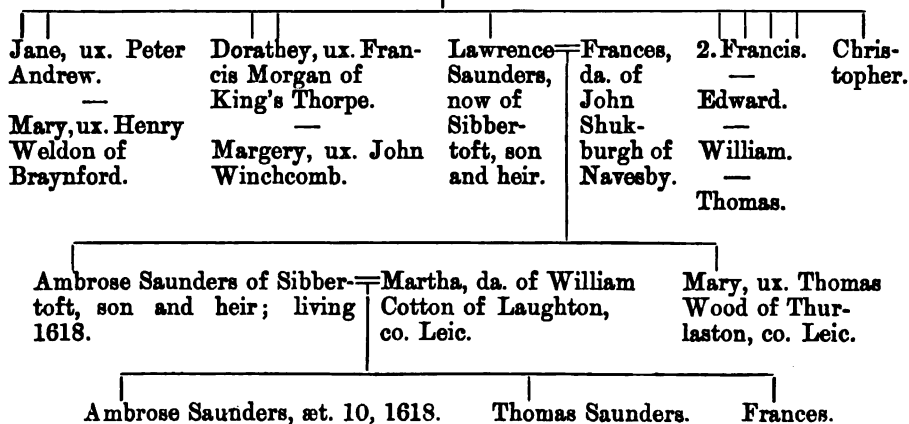 Jane, ux. Peter
Andrew.
—
Mary, ux. Henry
Weldon of
Braynford.
Dorathey, ux. Fran-
cis Morgan of
King's Thorpe.
—
Margery, ux. John
Winchcomb.
Lawrence
Saunders,
now of
Sibber-
toft, son
and heir.
Frances,
da. of
John
Shuk-
burgh of
Navesby.
2. Francis.
—
Edward.
—
William.
—
Thomas.
Chris-
topher.
Ambrose Saunders of Sibber-
toft, son and heir; living
1618.
Martha, da. of William
Cotton of Laughton,
co. Leic.
Mary, ux. Thomas
Wood of Thur-
laston, co. Leic.
Ambrose Saunders, æt. 10, 1618.
Thomas Saunders.
Frances.